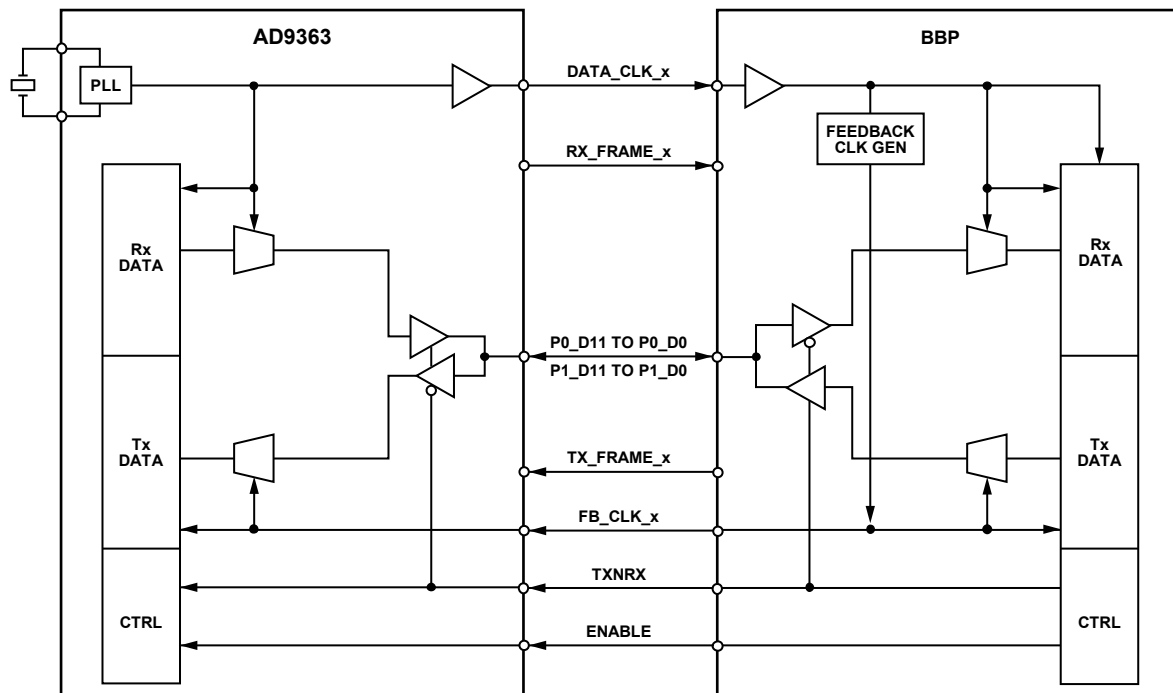 AD9363
BBP
PLL
DATA_CLK_x
FEEDBACK
CLK GEN
RX_FRAME_x
Rx
DATA
Rx
DATA
P0_D11 TO P0_D0
P1_D11 TO P1_D0
Tx
DATA
Tx
DATA
TX_FRAME_x
FB_CLK_x
TXNRX
CTRL
CTRL
ENABLE